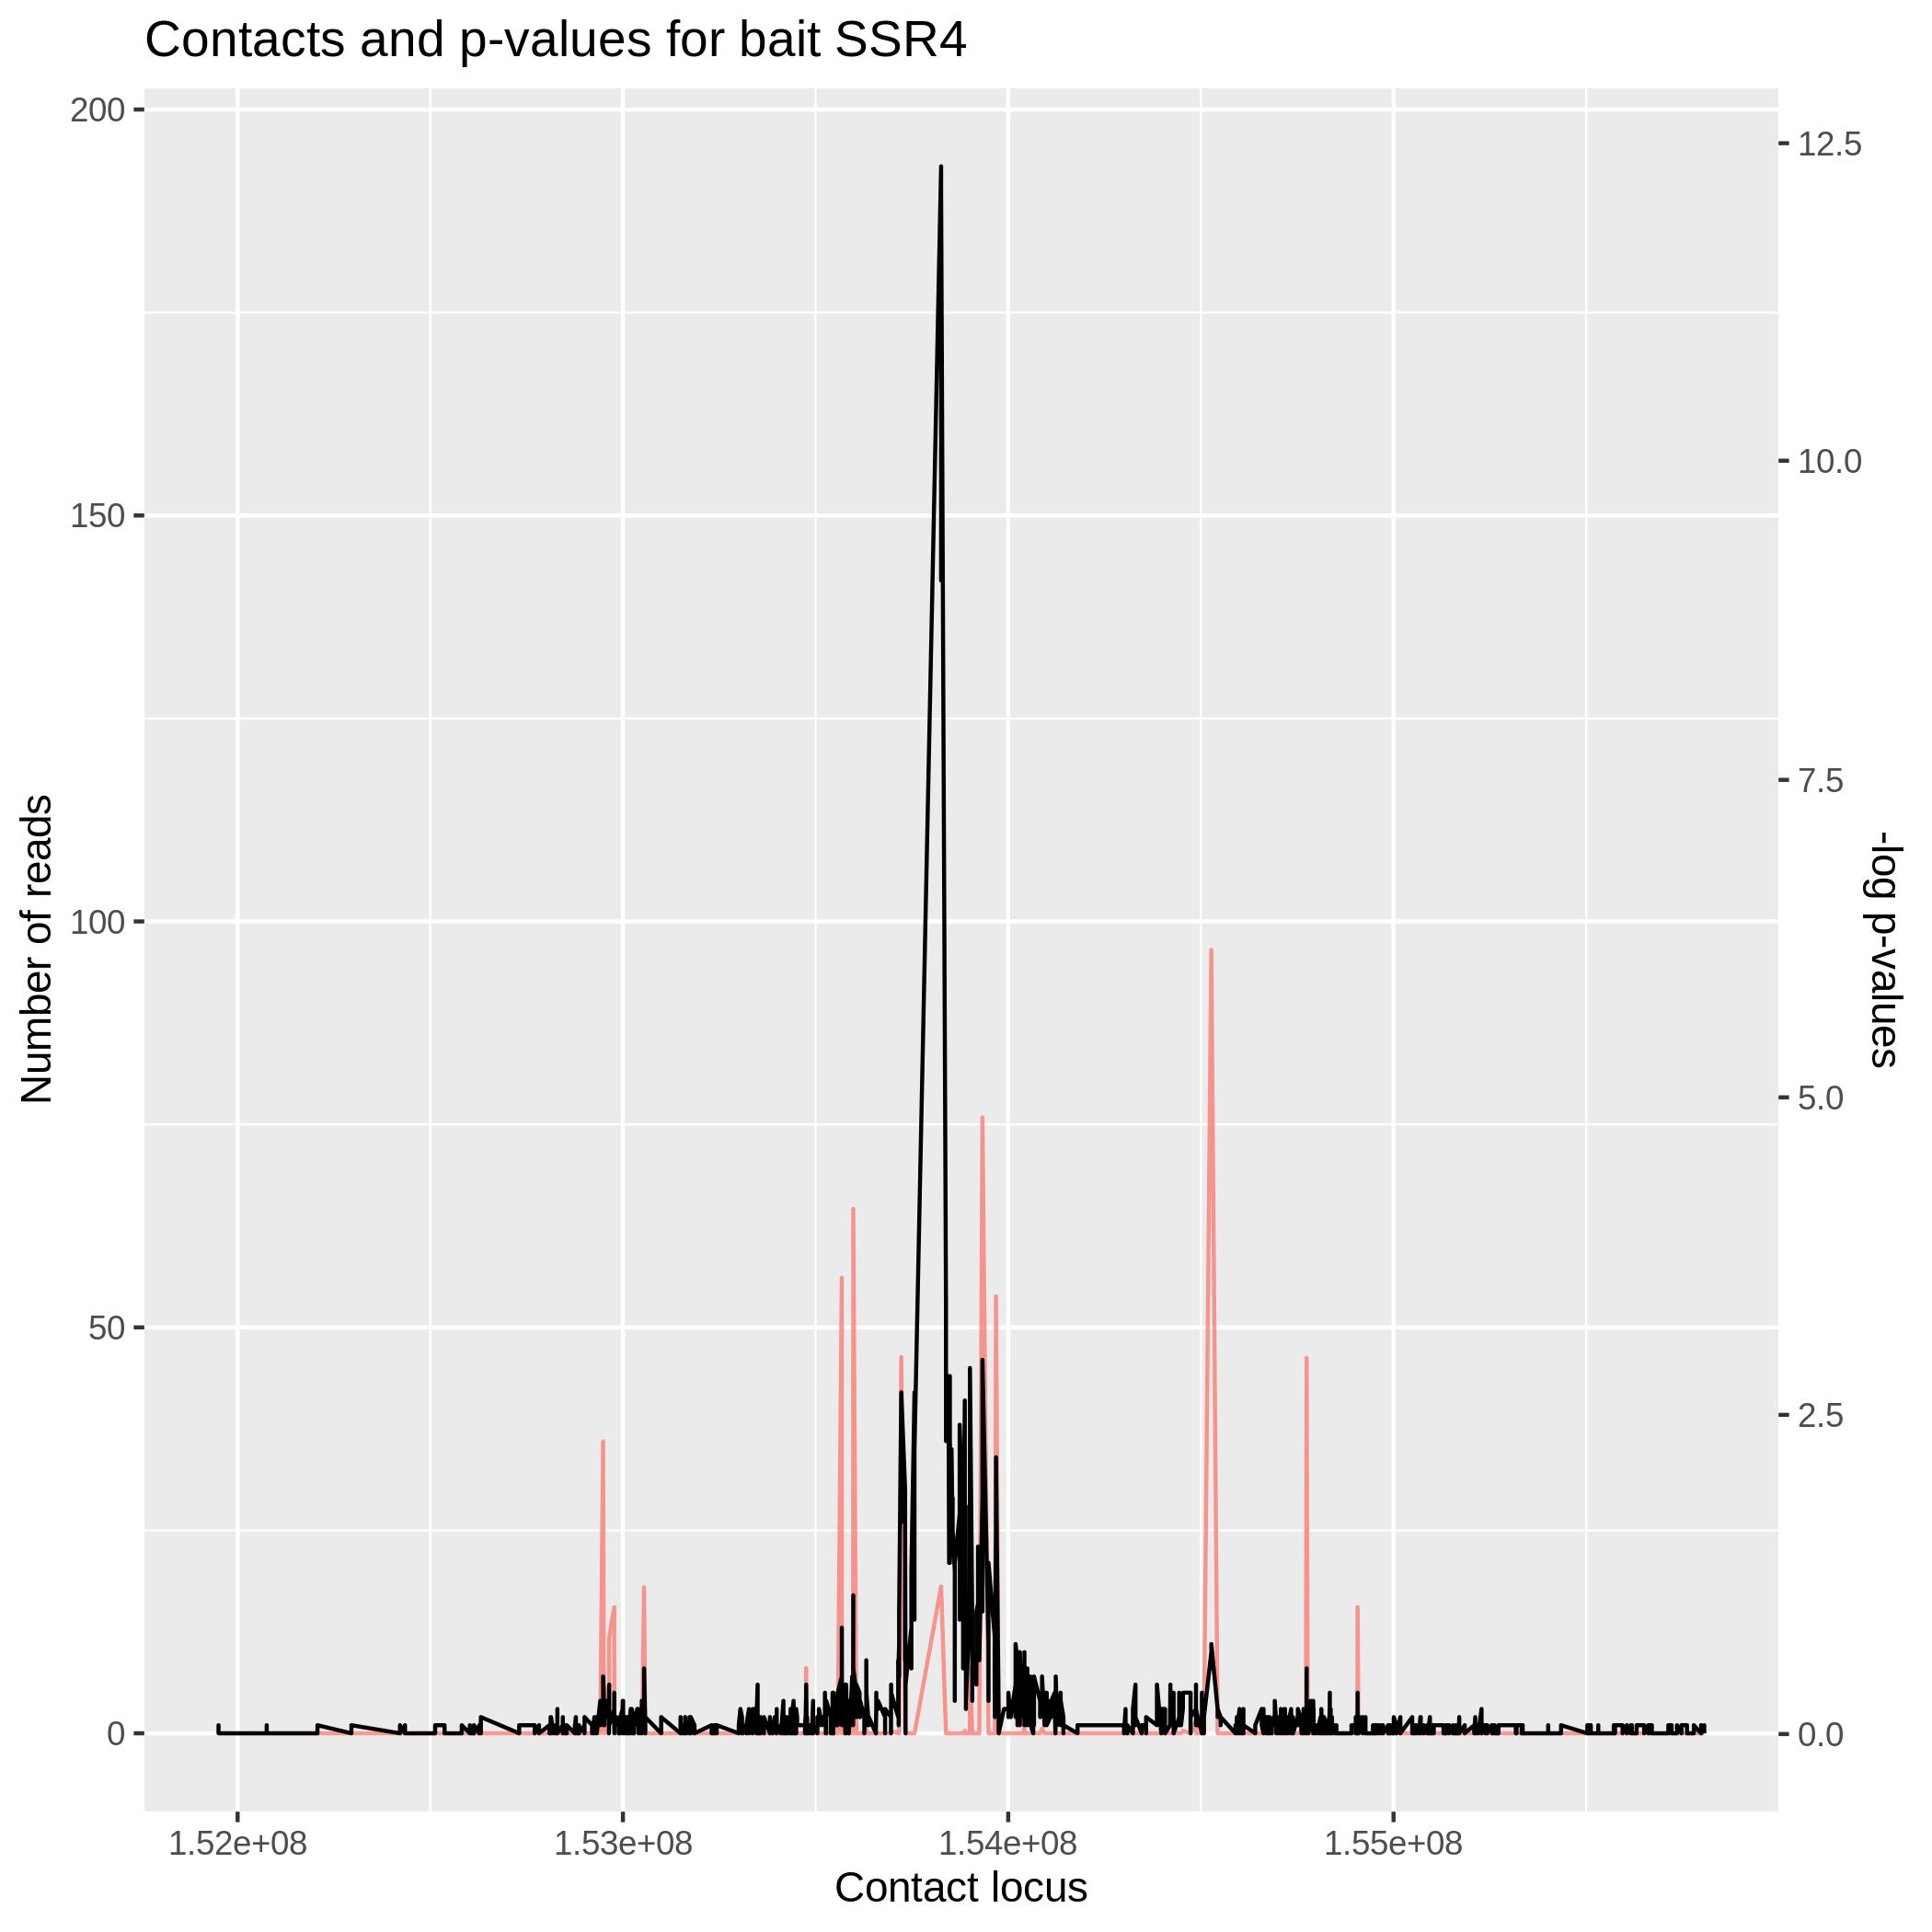 Contacts and p-values for bait SSR4
200
150
100
50
0
Number of reads
12.5
10.0
7.5
5.0
2.5
0.0
-log p-values
1.52e+08
1.53e+08
1.54e+08
1.55e+08
Contact locus